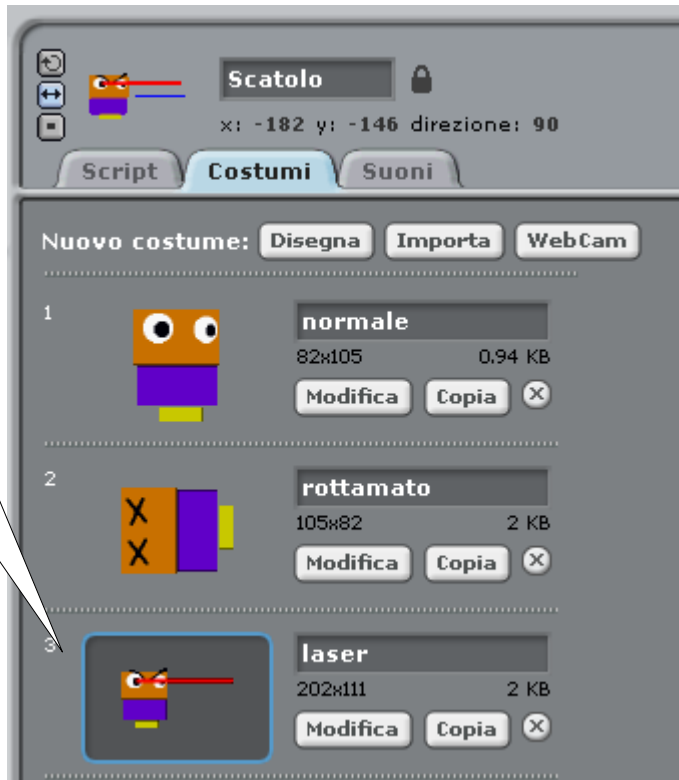 Scatolo
x: -182 y: -146 direzione: 90
Script Costumi Suoni
Nuovo costume: Disegna Importa WebCam
1
normale
82x105 0.94 KB
Modifica Copia
2
rottamato
105x82 2 KB
Modifica Copia
3
laser
202x111 2 KB
Modifica Copia